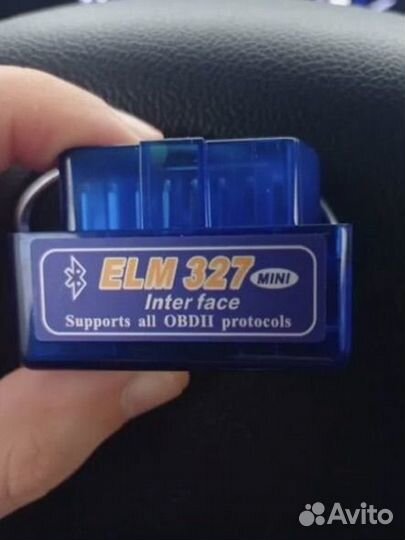 ELM 327 MINI
Inter face
Supports all OBDII protocols
Avito